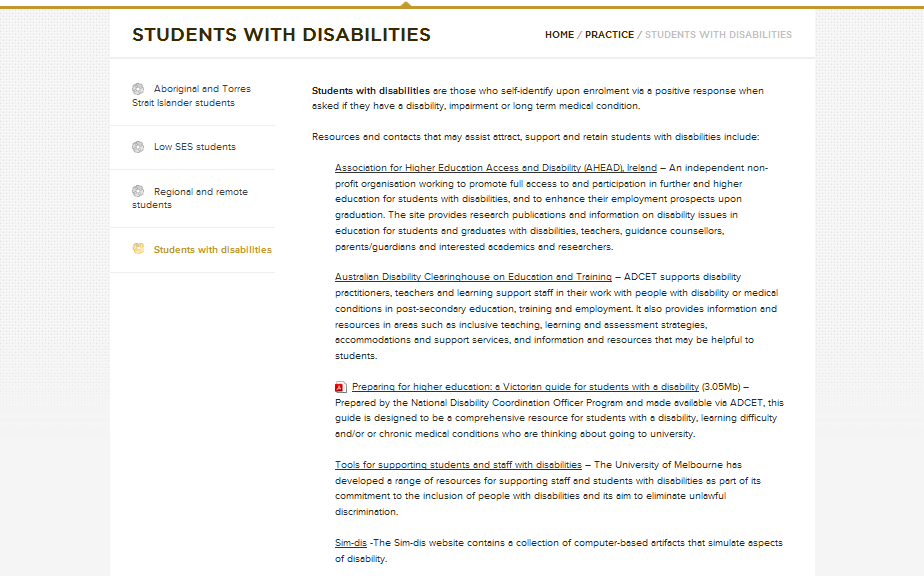 STUDENTS WITH DISABILITIES
HOME / PRACTICE / STUDENTS WITH DISABILITIES
Aboriginal and Torres
Strait Islander students
Low SES students
Regional and remote
students
Students with disabilities
Students with disabilities are those who self-identify upon enrolment via a positive response when
asked if they have a disability, impairment or long term medical condition.
Resources and contacts that may assist attract, support and retain students with disabilities include:
Association for Higher Education Access and Disability (AHEAD), Ireland – An independent non-
profit organisation working to promote full access to and participation in further and higher
education for students with disabilities, and to enhance their employment prospects upon
graduation. The site provides research publications and information on disability issues in
education for students and graduates with disabilities, teachers, guidance counsellors,
parents/guardians and interested academics and researchers.
Australian Disability Clearinghouse on Education and Training – ADCET supports disability
practitioners, teachers and learning support staff in their work with people with disability or medical
conditions in post-secondary education, training and employment. It also provides information and
resources in areas such as inclusive teaching, learning and assessment strategies,
accommodations and support services, and information and resources that may be helpful to
students.
Preparing for higher education: a Victorian guide for students with a disability (3.05Mb) –
Prepared by the National Disability Coordination Officer Program and made available via ADCET, this
guide is designed to be a comprehensive resource for students with a disability, learning difficulty
and/or or chronic medical conditions who are thinking about going to university.
Tools for supporting students and staff with disabilities – The University of Melbourne has
developed a range of resources for supporting staff and students with disabilities as part of its
commitment to the inclusion of people with disabilities and its aim to eliminate unlawful
discrimination.
Sim-dis -The Sim-dis website contains a collection of computer-based artifacts that simulate aspects
of disability.